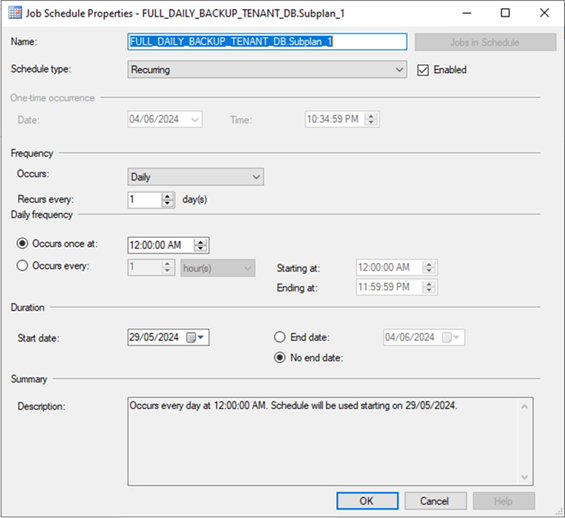 Job Schedule Properties - FULL_DAILY_BACKUP_TENANT_DB.Subplan_1
Name: FULL_DAILY_BACKUP_TENANT_DB.Subplan_1 Jobs in Schedule
Schedule type: Recurring Enabled
One-time occurrence
Date: 04/06/2024 Time: 10:34:59 PM
Frequency
Occurs: Daily
Recurs every: 1 day(s)
Daily frequency
Occurs once at: 12:00:00 AM
Occurs every: 1 hour(s) Starting at: 12:00:00 AM
Ending at: 11:59:59 PM
Duration
Start date: 29/05/2024 End date: 04/06/2024
No end date:
Summary
Description: Occurs every day at 12:00:00 AM. Schedule will be used starting on 29/05/2024.
OK Cancel Help